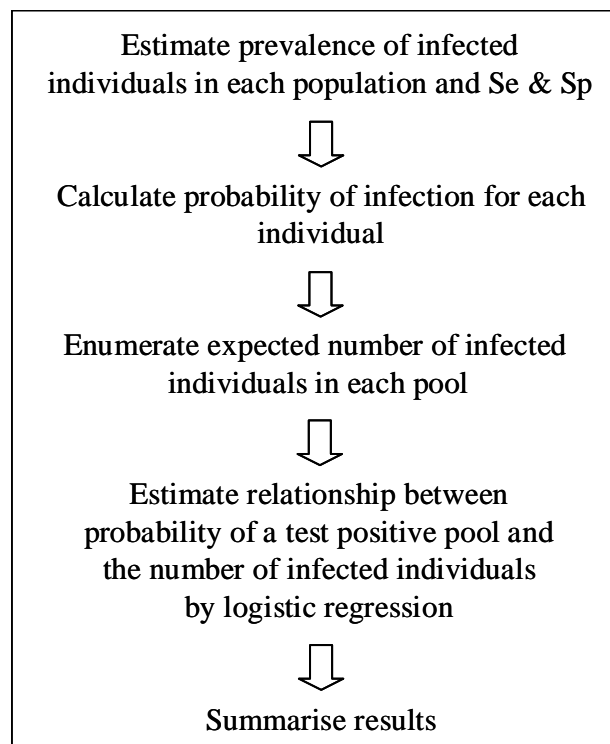 Estimate prevalence of infected
individuals in each population and Se & Sp
Calculate probability of infection for each
individual
Enumerate expected number of infected
individuals in each pool
Estimate relationship between
probability of a test positive pool and
the number of infected individuals
by logistic regression
Summarise results